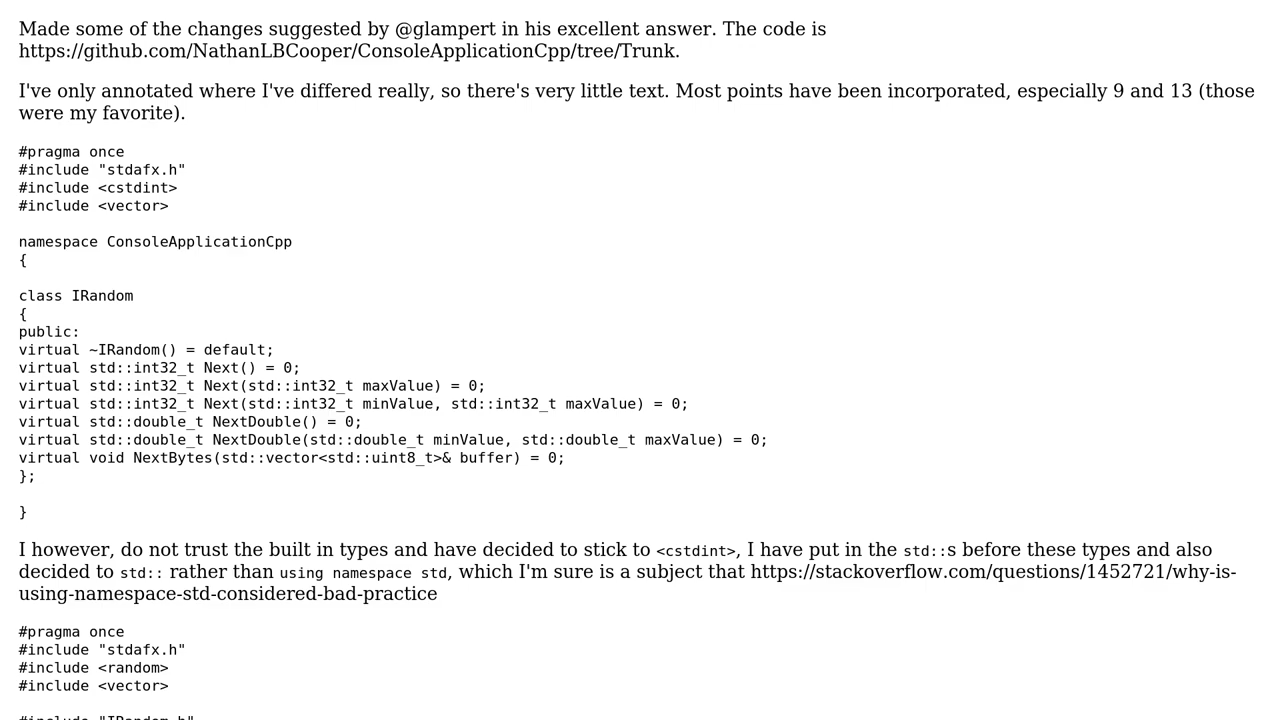 Made some of the changes suggested by @glampert in his excellent answer. The code is
https://github.com/NathanLBCooper/ConsoleApplicationCpp/tree/Trunk.
I've only annotated where I've differed really, so there's very little text. Most points have been incorporated, especially 9 and 13 (those
were my favorite).
#pragma once
#include "stdafx.h"
#include <cstdint>
#include <vector>
namespace ConsoleApplicationCpp
{
class IRandom
{
public:
virtual ~IRandom() = default;
virtual std::int32_t Next() = 0;
virtual std::int32_t Next(std::int32_t maxValue) = 0;
virtual std::int32_t Next(std::int32_t minValue, std::int32_t maxValue) = 0;
virtual std::double_t NextDouble() = 0;
virtual std::double_t NextDouble(std::double_t minValue, std::double_t maxValue) = 0;
virtual void NextBytes(std::vector<std::uint8_t>& buffer) = 0;
};
}
I however, do not trust the built in types and have decided to stick to <cstdint>, I have put in the std::s before these types and also
decided to std:: rather than using namespace std, which I'm sure is a subject that https://stackoverflow.com/questions/1452721/why-is-
using-namespace-std-considered-bad-practice
#pragma once
#include "stdafx.h"
#include <random>
#include <vector>
#include "IRandom.h"